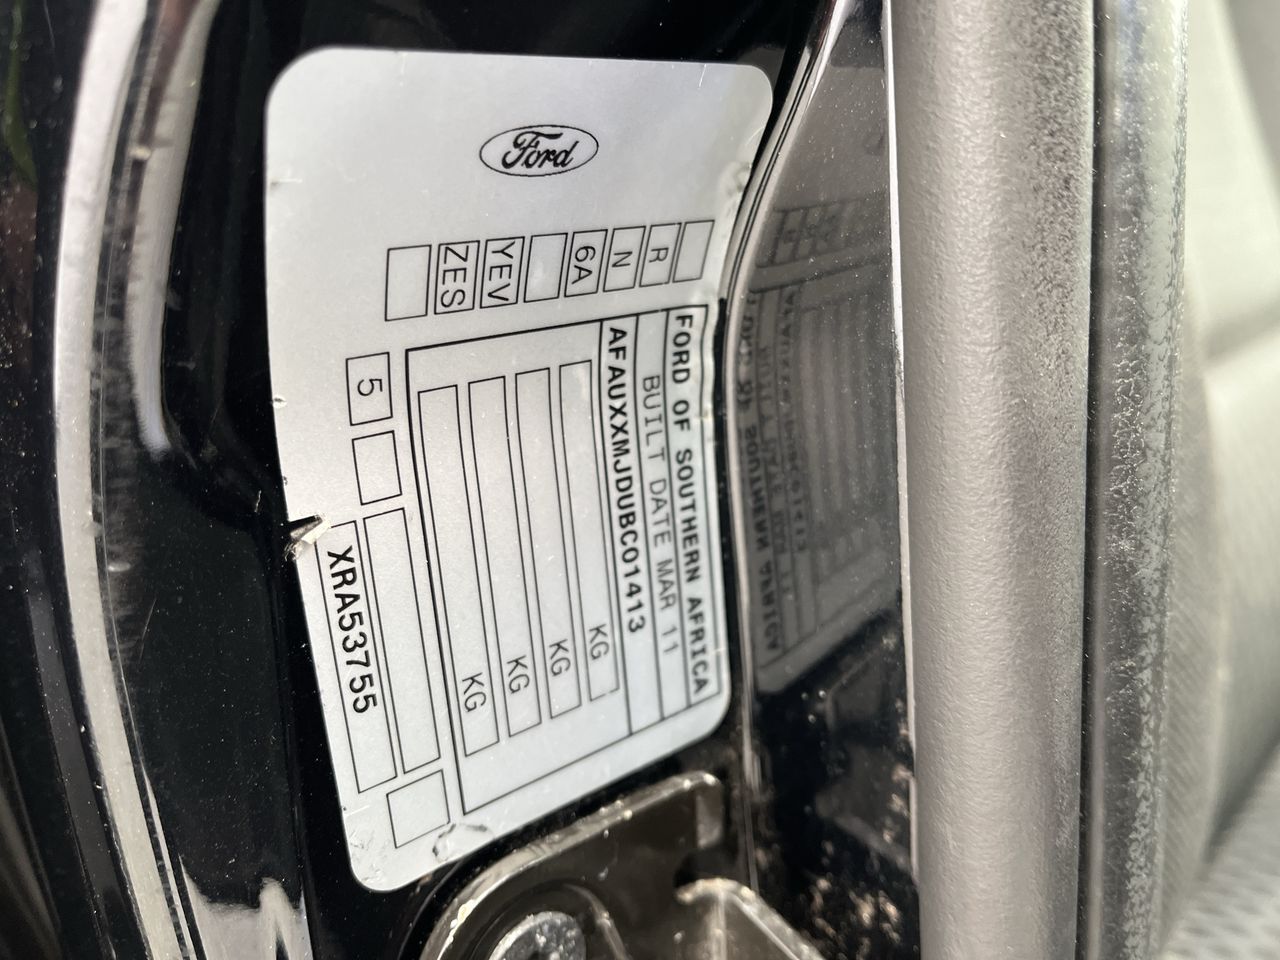 Ford
R
N
6A
YEV
ZES
FORD OF SOUTHERN AFRICA
BUILT DATE MAR 11
AFAUXXMJDUBC01413
KG
KG
KG
KG
5
XRA53755